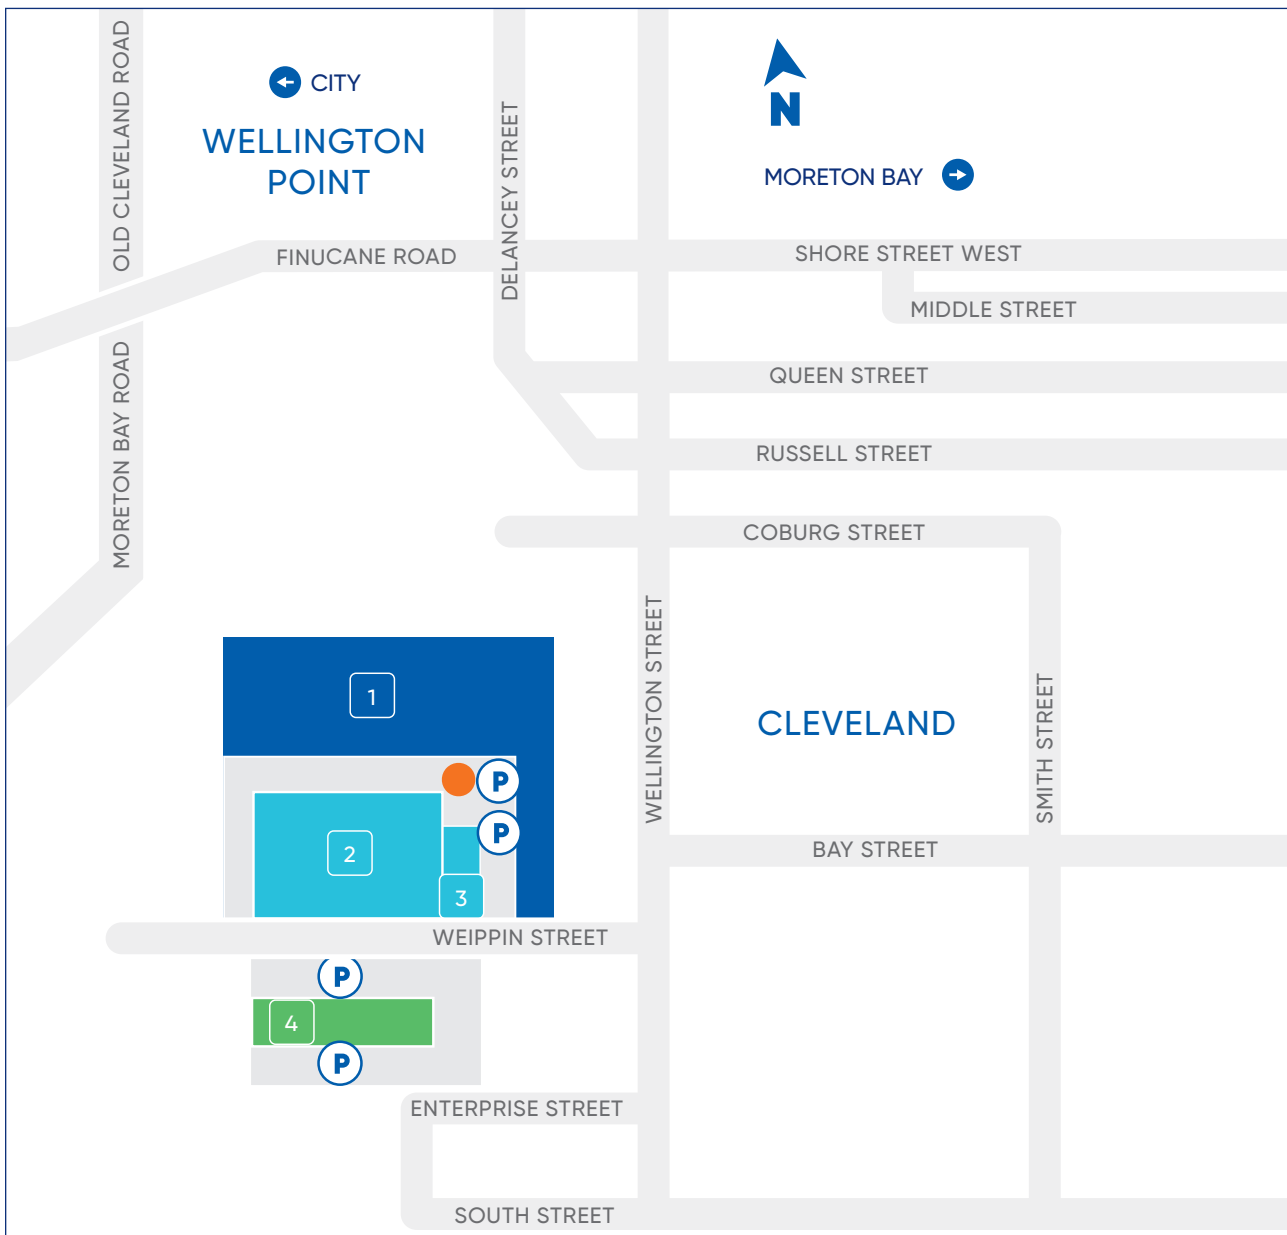 OLD CLEVELAND ROAD
CITY
WELLINGTON
POINT
DELANCEY STREET
N
MORETON BAY
FINUCANE ROAD
SHORE STREET WEST
MIDDLE STREET
MORETON BAY ROAD
QUEEN STREET
RUSSELL STREET
COBURG STREET
WELLINGTON STREET
1
CLEVELAND
SMITH STREET
P
P
2
BAY STREET
3
WEIPPIN STREET
P
4
P
ENTERPRISE STREET
SOUTH STREET